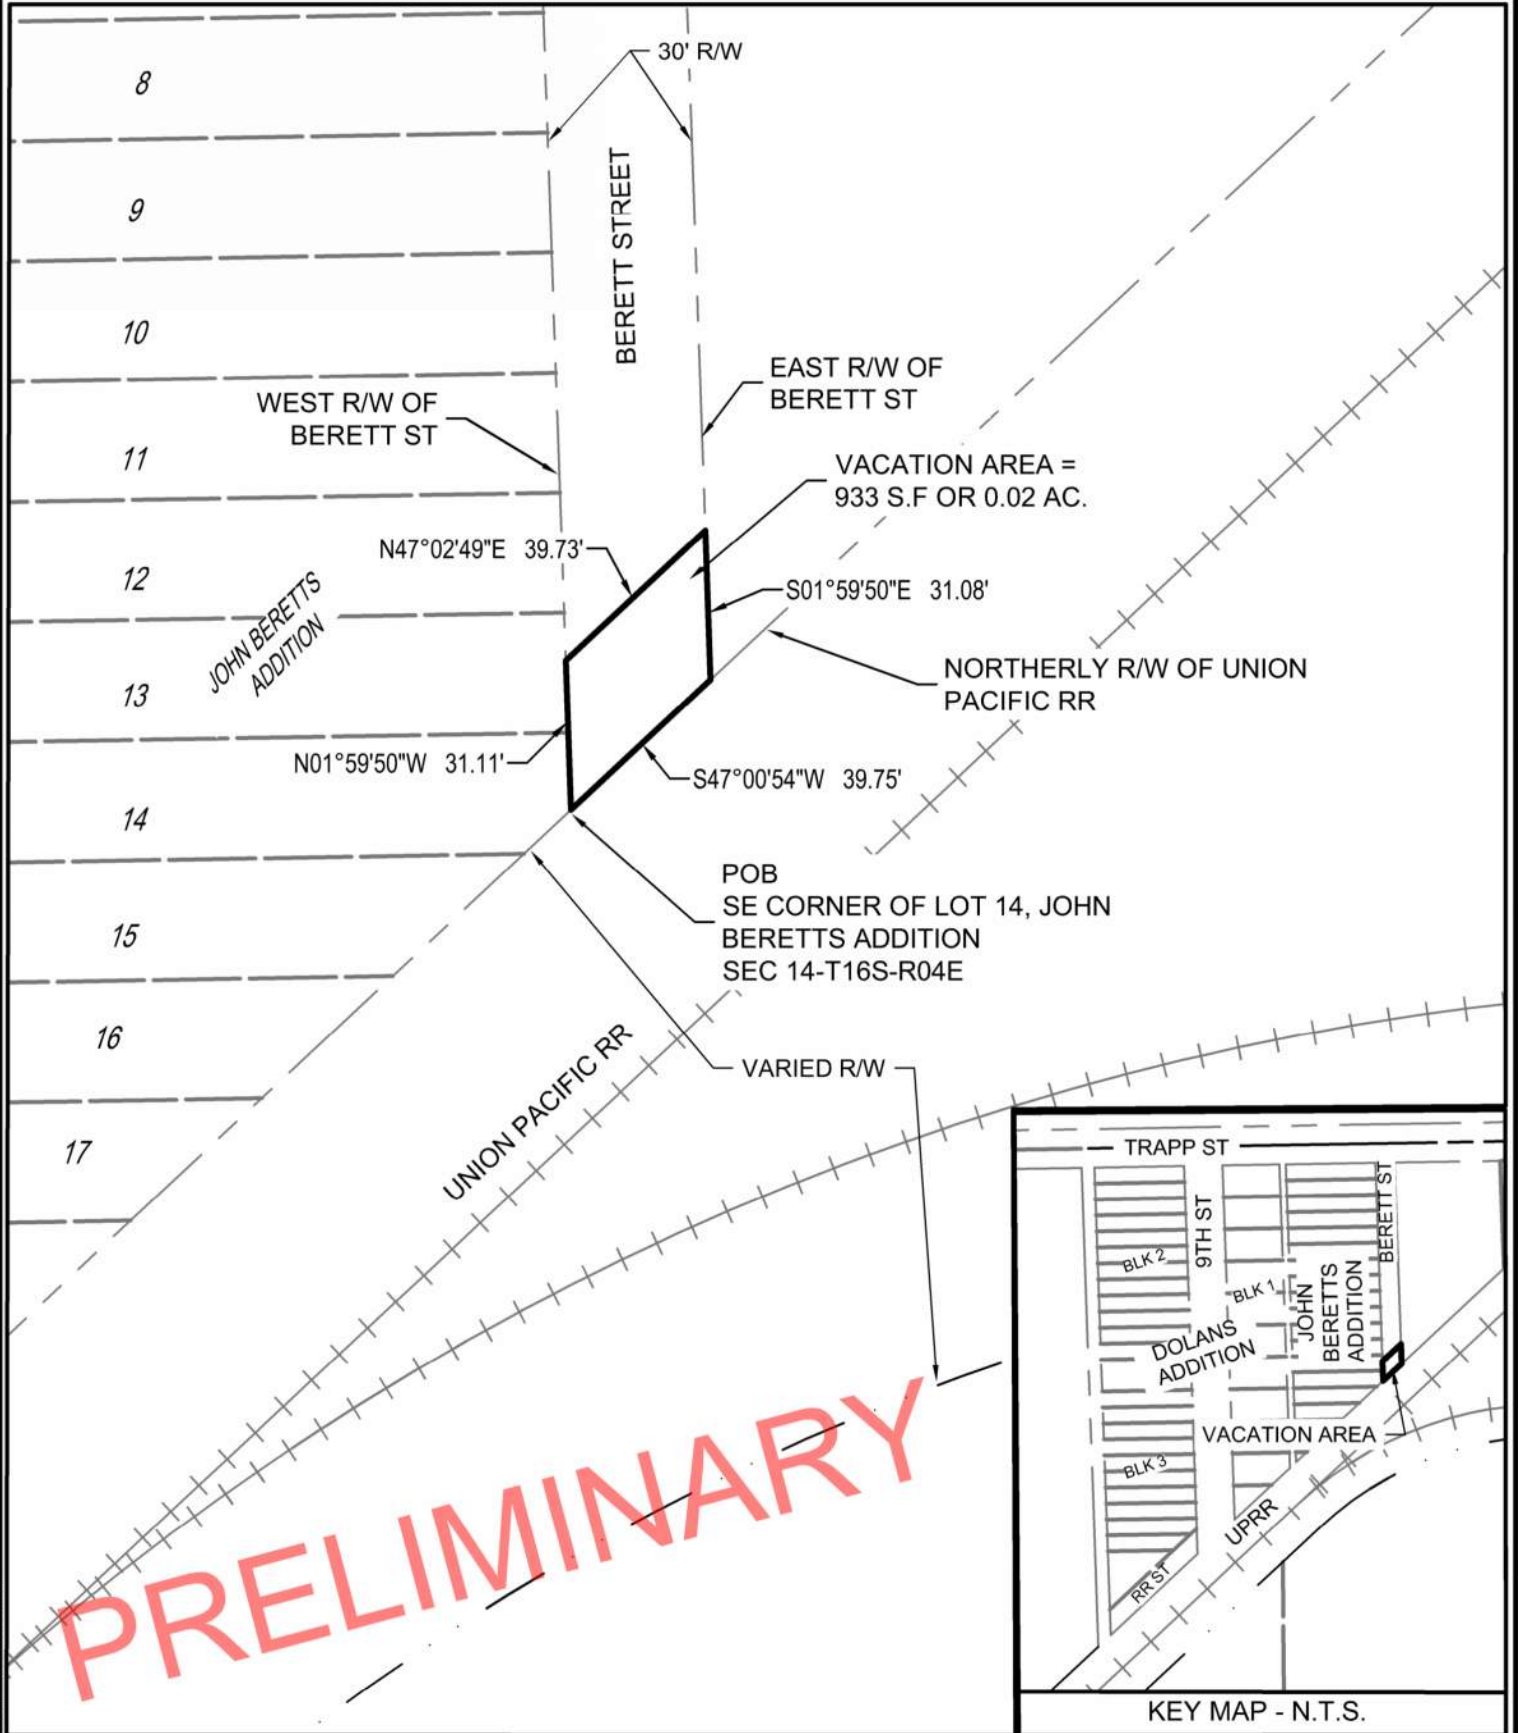 30' R/W
8
BERETT STREET
9
10
EAST R/W OF
BERETT ST
WEST R/W OF
BERETT ST
11
VACATION AREA =
933 S.F OR 0.02 AC.
N47°02'49"E 39.73'
12
S01°59'50"E 31.08'
JOHN BERETTS
ADDITION
NORTHERLY R/W OF UNION
PACIFIC RR
13
N01°59'50"W 31.11'
S47°00'54"W 39.75'
14
POB
SE CORNER OF LOT 14, JOHN
BERETTS ADDITION
SEC 14-T16S-R04E
15
16
UNION PACIFIC RR
VARIED R/W
17
PRELIMINARY
TRAPP ST
BERETT ST
9TH ST
BLK 2
BLK 1
JOHN
BERETTS
ADDITION
DOLANS
ADDITION
VACATION AREA
BLK 3
UPRR
RR ST
KEY MAP - N.T.S.